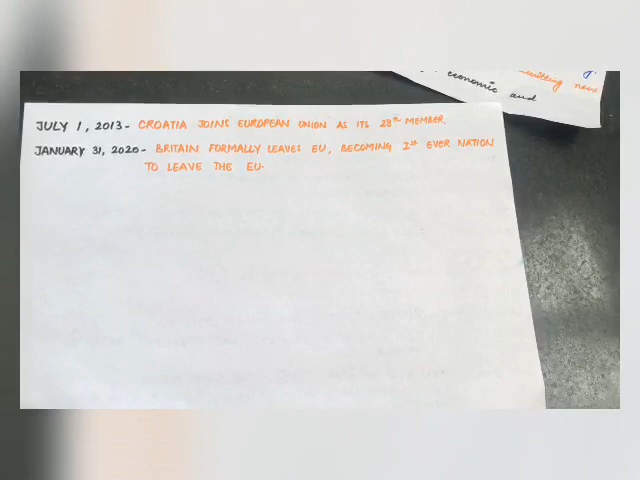 economic and
JULY 1, 2013- CROATIA JOINS EUROPEAN UNION AS ITS 28th MEMBER.
JANUARY 31, 2020- BRITAIN FORMALLY LEAVES EU, BECOMING Ist EVER NATION
TO LEAVE THE EU.